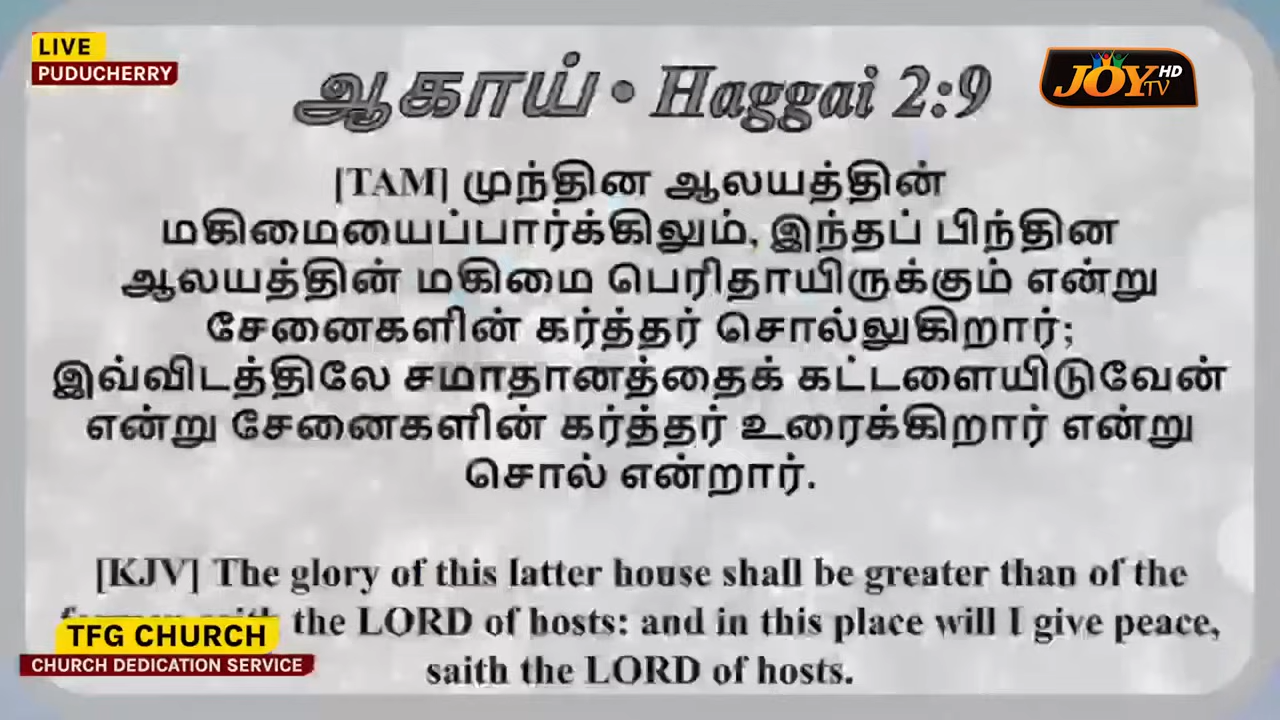 LIVE
PUDUCHERRY
JOY TV HD
ஆகாய் • Haggai 2:9
[TAM] முந்தின ஆலயத்தின்
மகிமையைப்பார்க்கிலும், இந்தப் பிந்தின
ஆலயத்தின் மகிமை பெரிதாயிருக்கும் என்று
சேனைகளின் கர்த்தர் சொல்லுகிறார்;
இவ்விடத்திலே சமாதானத்தைக் கட்டளையிடுவேன்
என்று சேனைகளின் கர்த்தர் உரைக்கிறார் என்று
சொல் என்றார்.
[KJV] The glory of this latter house shall be greater than of the
the LORD of hosts: and in this place will I give peace,
saith the LORD of hosts.
TFG CHURCH
CHURCH DEDICATION SERVICE